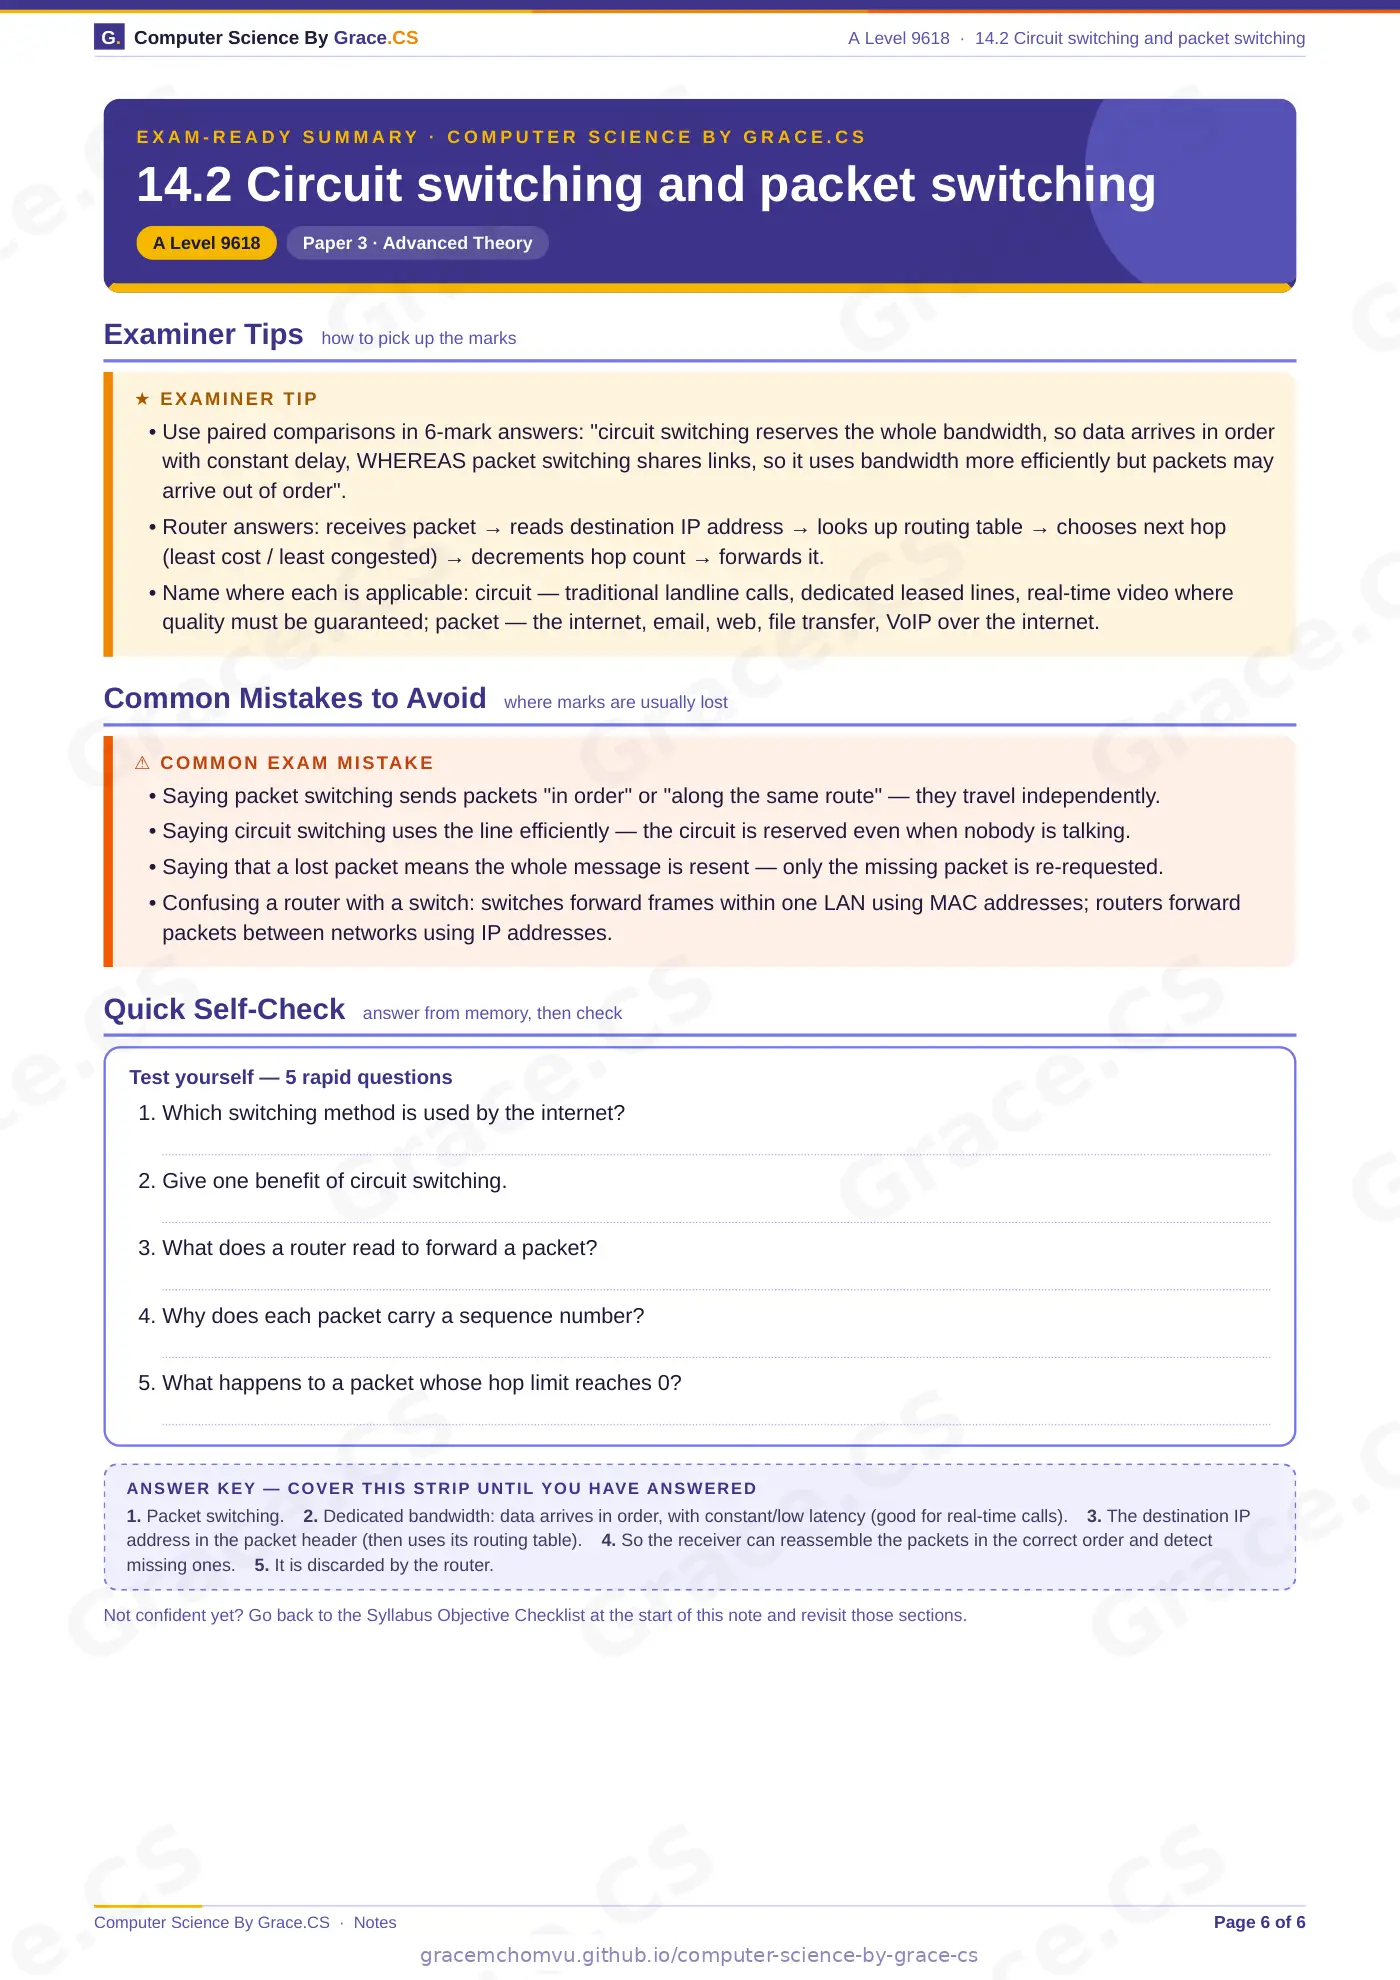 G. Computer Science By Grace.CS
A Level 9618 · 14.2 Circuit switching and packet switching
EXAM-READY SUMMARY · COMPUTER SCIENCE BY GRACE.CS
14.2 Circuit switching and packet switching
A Level 9618
Paper 3 · Advanced Theory
Examiner Tips how to pick up the marks
★ EXAMINER TIP
• Use paired comparisons in 6-mark answers: "circuit switching reserves the whole bandwidth, so data arrives in order
with constant delay, WHEREAS packet switching shares links, so it uses bandwidth more efficiently but packets may
arrive out of order".
• Router answers: receives packet → reads destination IP address → looks up routing table → chooses next hop
(least cost / least congested) → decrements hop count → forwards it.
• Name where each is applicable: circuit — traditional landline calls, dedicated leased lines, real-time video where
quality must be guaranteed; packet — the internet, email, web, file transfer, VoIP over the internet.
Common Mistakes to Avoid where marks are usually lost
⚠ COMMON EXAM MISTAKE
• Saying packet switching sends packets "in order" or "along the same route" — they travel independently.
• Saying circuit switching uses the line efficiently — the circuit is reserved even when nobody is talking.
• Saying that a lost packet means the whole message is resent — only the missing packet is re-requested.
• Confusing a router with a switch: switches forward frames within one LAN using MAC addresses; routers forward
packets between networks using IP addresses.
Quick Self-Check answer from memory, then check
Test yourself — 5 rapid questions
1. Which switching method is used by the internet?
2. Give one benefit of circuit switching.
3. What does a router read to forward a packet?
4. Why does each packet carry a sequence number?
5. What happens to a packet whose hop limit reaches 0?
ANSWER KEY — COVER THIS STRIP UNTIL YOU HAVE ANSWERED
1. Packet switching. 2. Dedicated bandwidth: data arrives in order, with constant/low latency (good for real-time calls). 3. The destination IP
address in the packet header (then uses its routing table). 4. So the receiver can reassemble the packets in the correct order and detect
missing ones. 5. It is discarded by the router.
Not confident yet? Go back to the Syllabus Objective Checklist at the start of this note and revisit those sections.
Computer Science By Grace.CS · Notes
Page 6 of 6
gracemchomvu.github.io/computer-science-by-grace-cs